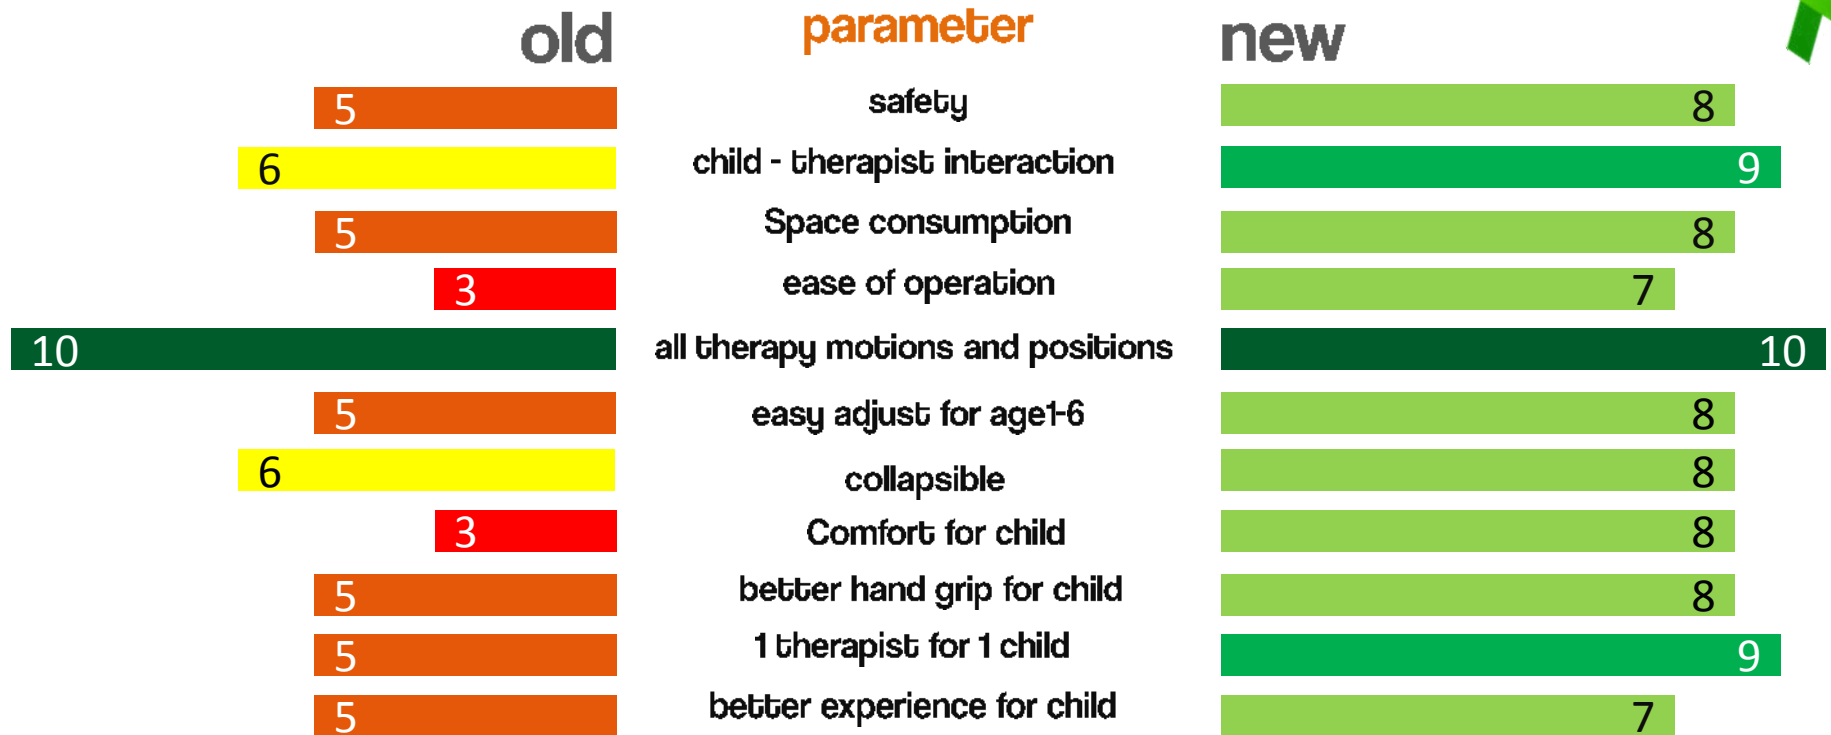 old parameter new
5 safety 8
6 child - therapist interaction 9
5 Space consumption 8
3 ease of operation 7
10 all therapy motions and positions 10
5 easy adjust for age1-6 8
6 collapsible 8
3 Comfort for child 8
5 better hand grip for child 8
5 1 therapist for 1 child 9
5 better experience for child 7